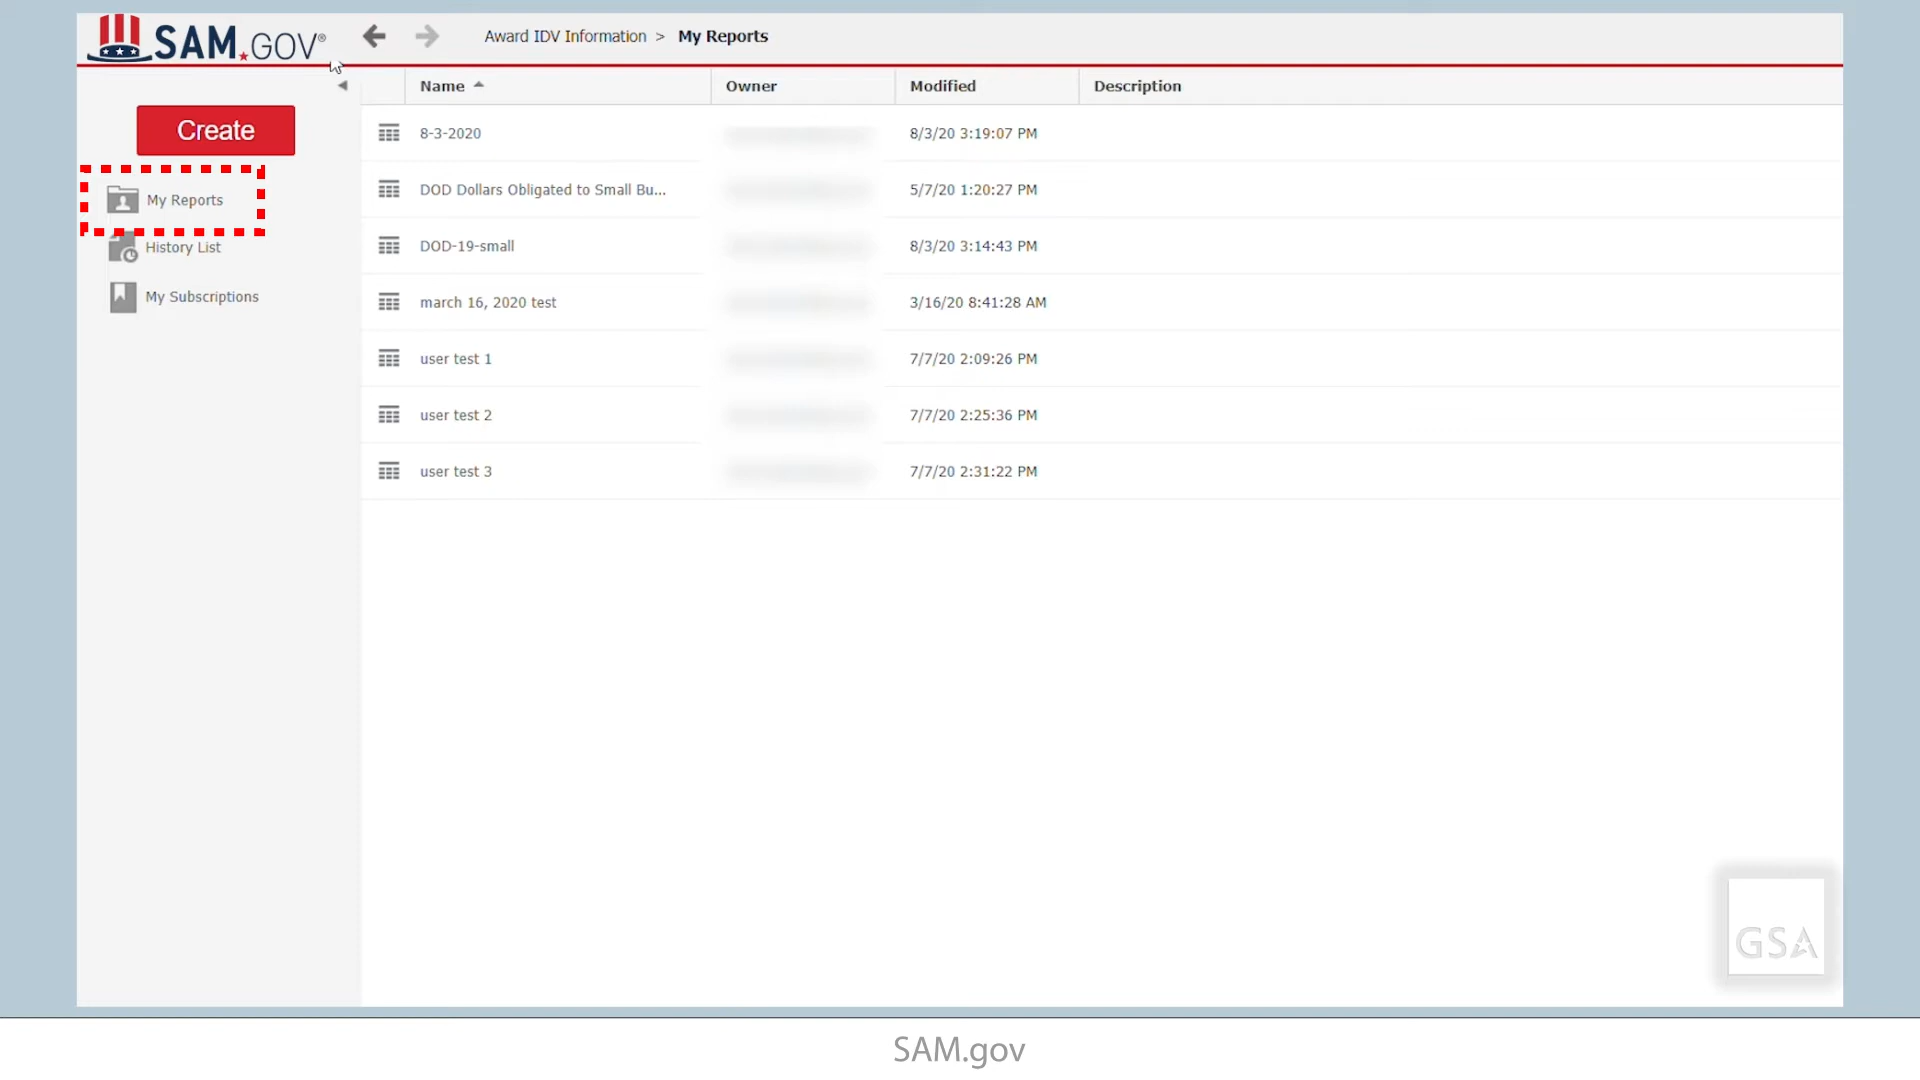 SAM.GOV®
Award IDV Information > My Reports
Name Owner Modified Description
Create
My Reports
History List
My Subscriptions
8-3-2020 8/3/20 3:19:07 PM
DOD Dollars Obligated to Small Bu... 5/7/20 1:20:27 PM
DOD-19-small 8/3/20 3:14:43 PM
march 16, 2020 test 3/16/20 8:41:28 AM
user test 1 7/7/20 2:09:26 PM
user test 2 7/7/20 2:25:36 PM
user test 3 7/7/20 2:31:22 PM
GSA
SAM.gov